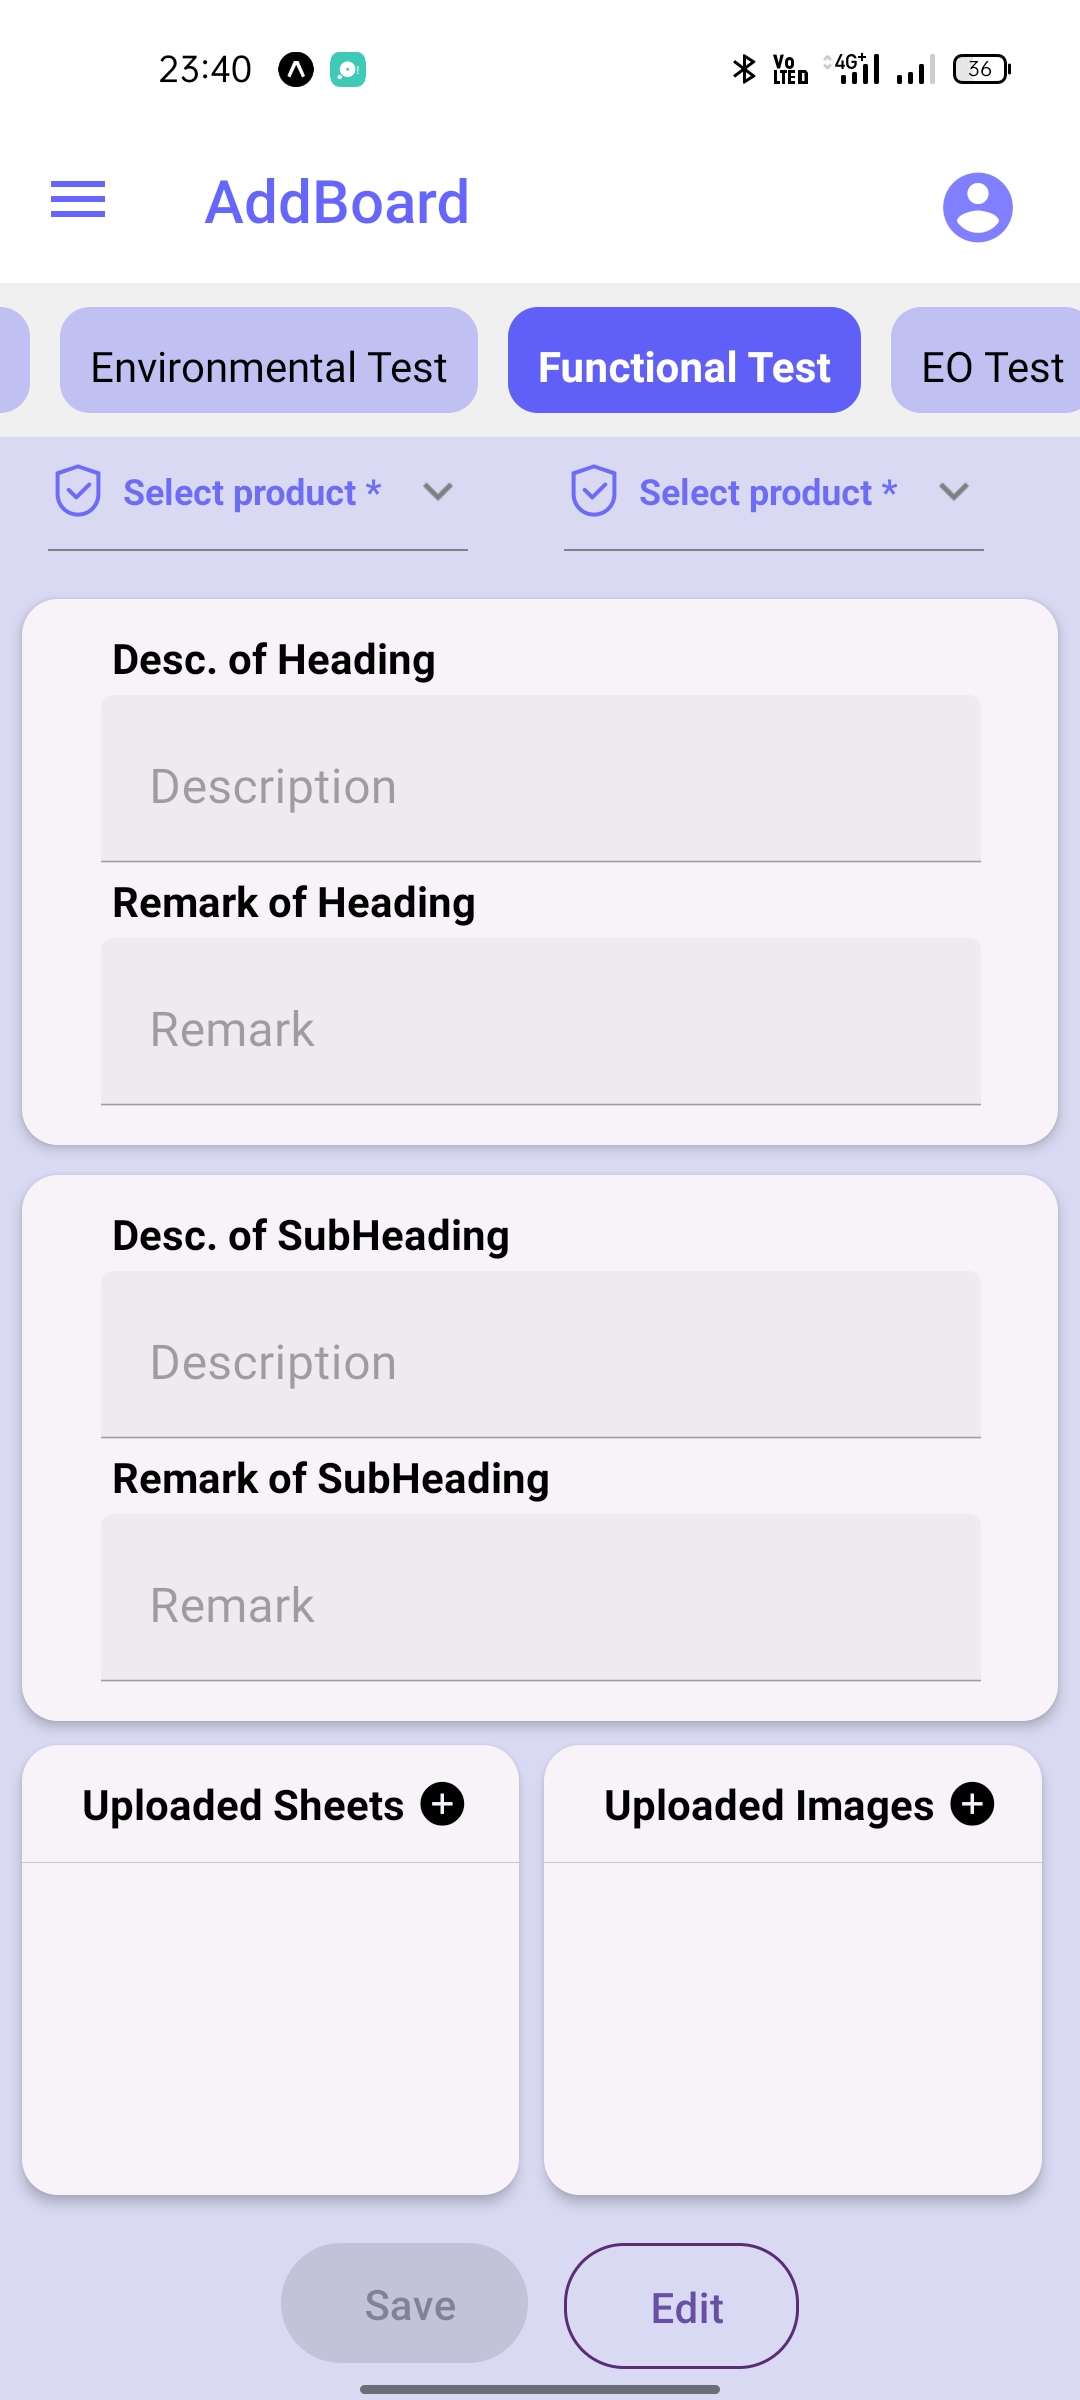 23:40 Vo LTE 4G+ 36
AddBoard
Environmental Test Functional Test EO Test
Select product * Select product *
Desc. of Heading
Description
Remark of Heading
Remark
Desc. of SubHeading
Description
Remark of SubHeading
Remark
Uploaded Sheets Uploaded Images
Save Edit